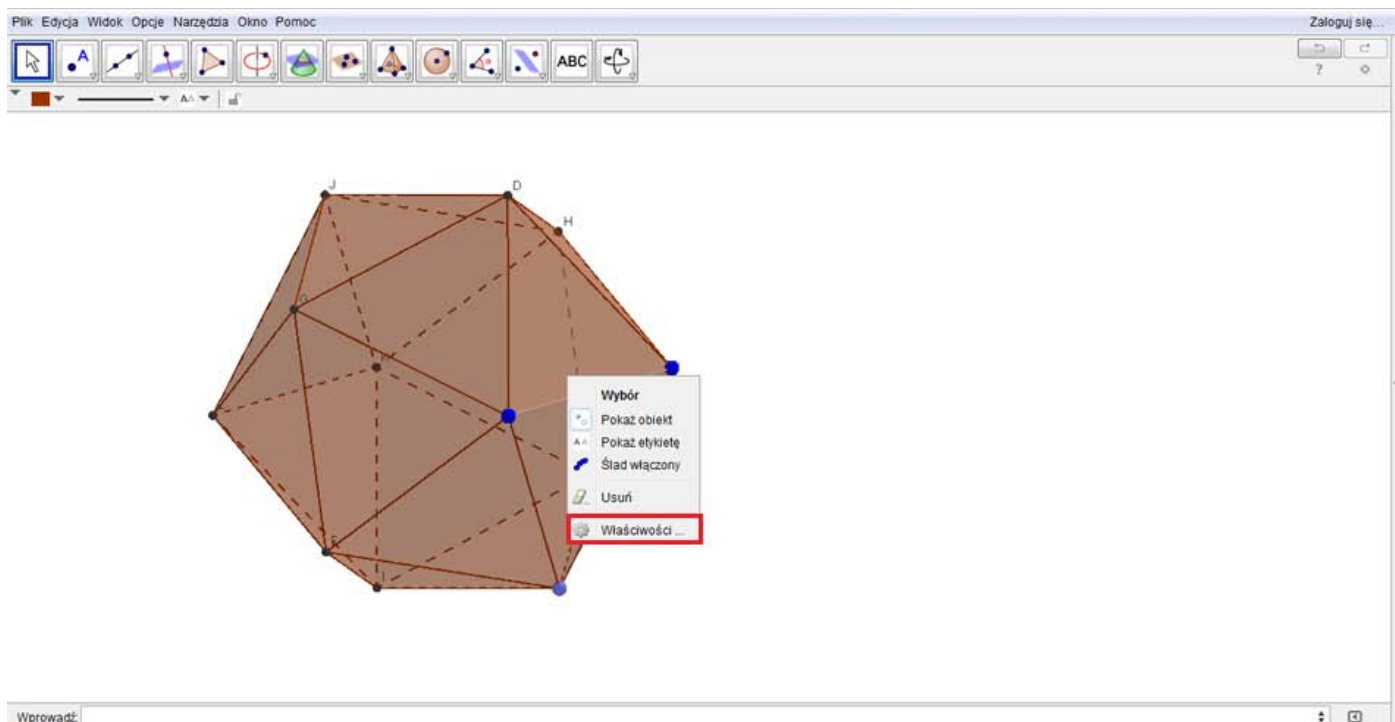 Plik Edycja Widok Opcje Narzędzia Okno Pomoc
Zaloguj się...
A
ABC
?
J
D
H
G
Wybór
Pokaż obiekt
Pokaż etykietę
Ślad włączony
Usuń
Właściwości ...
Wprowadź: